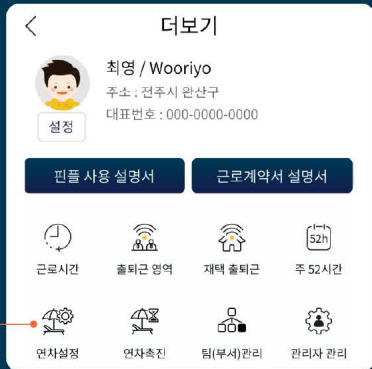 더보기
최영 / Wooriyo
주소 : 전주시 완산구
대표번호 : 000-0000-0000
설정
핀플 사용 설명서
근로계약서 설명서
52h
근로시간
출퇴근 영역
재택 출퇴근
주 52시간
연차설정
연차촉진
팀(부서)관리
관리자 관리